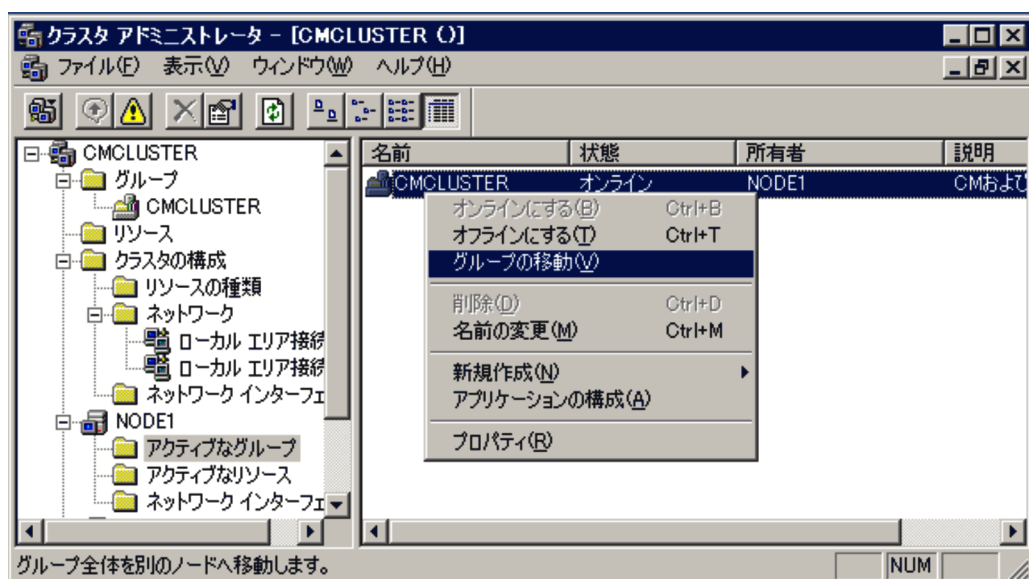 クラスタ アドミニストレータ - [CMCLUSTER ()]
ファイル(F) 表示(V) ウィンドウ(W) ヘルプ(H)
CMCLUSTER
グループ
CMCLUSTER
リソース
クラスタの構成
リソースの種類
ネットワーク
ローカル エリア接続
ローカル エリア接続
ネットワーク インターフェ
NODE1
アクティブなグループ
アクティブなリソース
ネットワーク インターフェ
名前 状態 所有者 説明
CMCLUSTER オンライン NODE1 CMおよび
オンラインにする(B) Ctrl+B
オフラインにする(T) Ctrl+T
グループの移動(V)
削除(D) Ctrl+D
名前の変更(M) Ctrl+M
新規作成(N)
アプリケーションの構成(A)
プロパティ(R)
グループ全体を別のノードへ移動します。
NUM